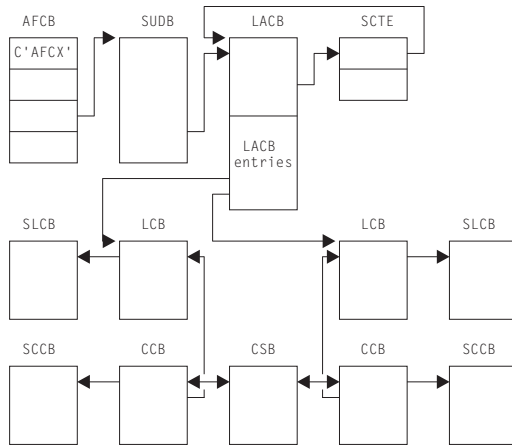 AFCB SUDB LACB SCTE
C'AFCX'
LACB
entries
SLCB LCB LCB SLCB
SCCB CCB CSB CCB SCCB